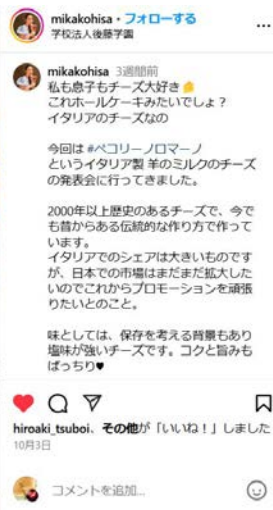 mikakohisa • フォローする
学校法人後藤学園
mikakohisa 3週間前
私も息子もチーズ大好き🧀
これホールケーキみたいでしょ？
イタリアのチーズなの
今回は #ペコリーノロマーノ
というイタリア製 羊のミルクのチーズ
の発表会に行ってきました。
2000年以上歴史のあるチーズで、今で
も昔からある伝統的な作り方で作って
います。
イタリアでのシェアは大きいものです
が、日本での市場はまだまだ拡大した
いのでこれからプロモーションを頑張
りたいとのこと。
味としては、保存を考える背景もあり
塩味が強いチーズです。コクと旨みも
ばっちり♥
hiroaki_tsuboi、その他が「いいね！」しました
10月3日
コメントを追加...